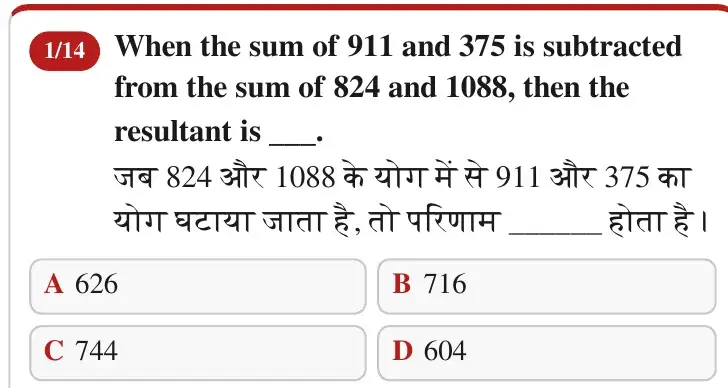 1/14 When the sum of 911 and 375 is subtracted
from the sum of 824 and 1088, then the
resultant is ___.
जब 824 और 1088 के योग में से 911 और 375 का
योग घटाया जाता है, तो परिणाम _______ होता है।
A 626 B 716
C 744 D 604